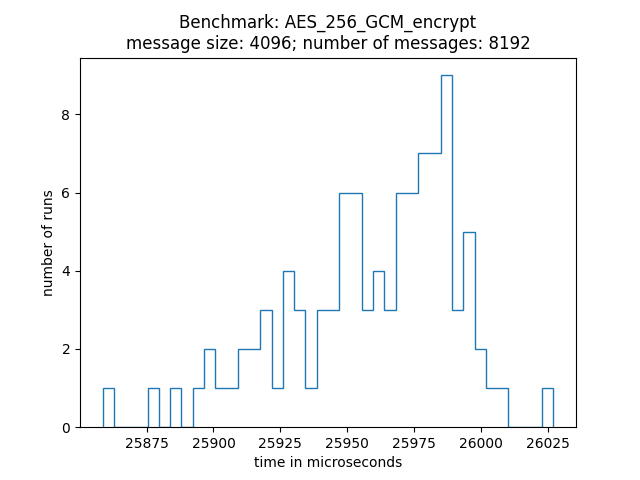 Benchmark: AES_256_GCM_encrypt
message size: 4096; number of messages: 8192
number of runs
8
6
4
2
0
25875 25900 25925 25950 25975 26000 26025
time in microseconds